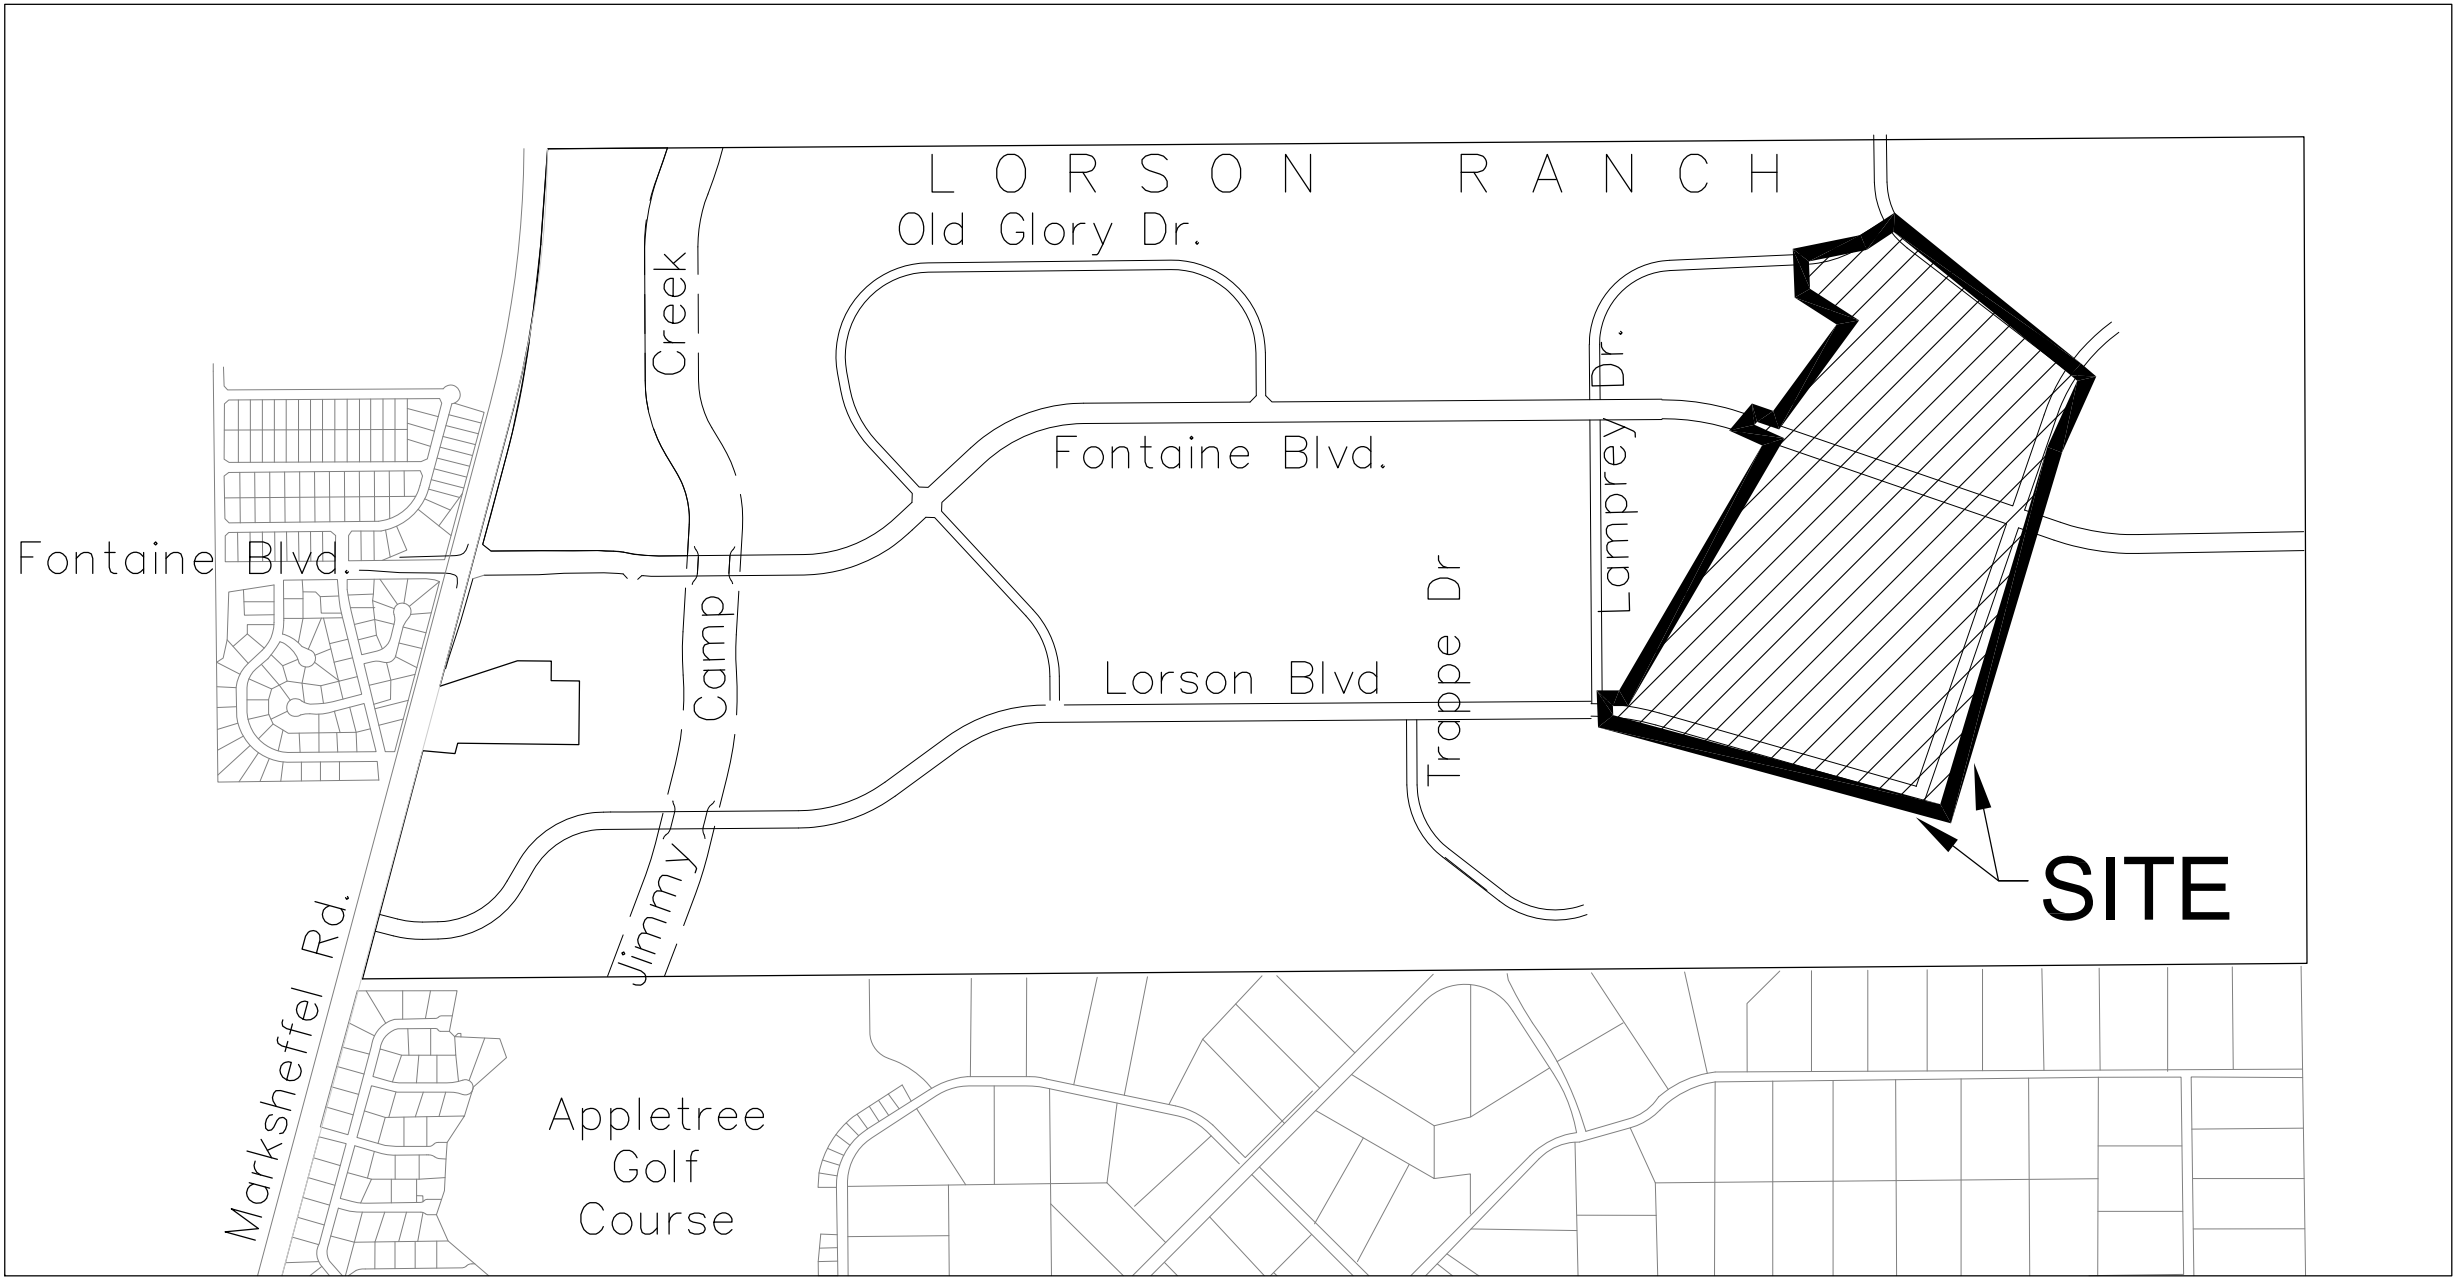 LORSON RANCH
Old Glory Dr.
Creek
Lamprey Dr.
Fontaine Blvd.
Fontaine Blvd.
Camp
Trappe Dr
Lorson Blvd
Jimmy
SITE
Marksheffel Rd.
Appletree
Golf
Course